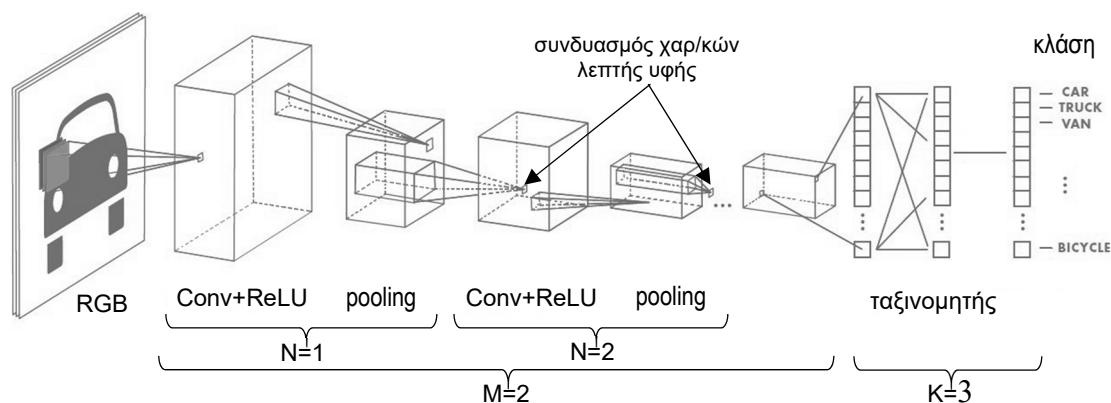 συνδυασμός χαρ/κών
λεπτής υφής
κλάση
CAR
TRUCK
VAN
...
⋮
⋮
⋮
BICYCLE
RGB
Conv+ReLU
pooling
Conv+ReLU
pooling
ταξινομητής
N=1
N=2
M=2
K=3